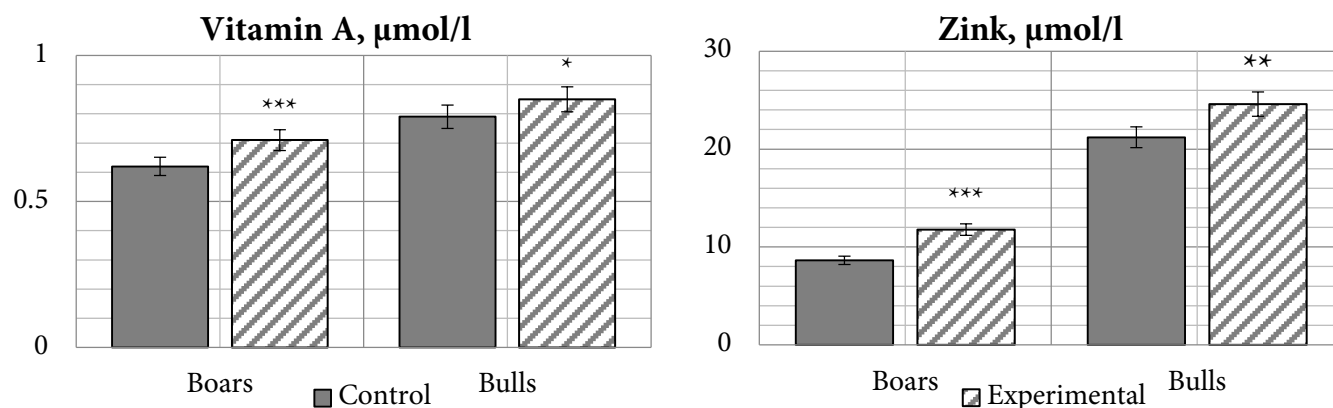 Vitamin A, µmol/l
1
0.5
0
***
*
Boars
Bulls
Control
Zink, µmol/l
30
20
10
0
***
**
Boars
Bulls
Experimental